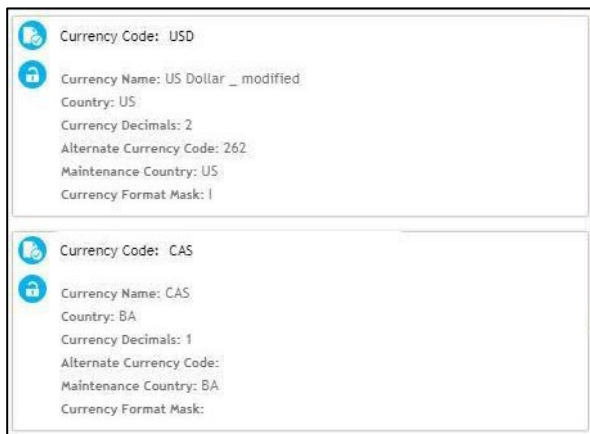 Currency Code: USD
Currency Name: US Dollar _ modified
Country: US
Currency Decimals: 2
Alternate Currency Code: 262
Maintenance Country: US
Currency Format Mask: I
Currency Code: CAS
Currency Name: CAS
Country: BA
Currency Decimals: 1
Alternate Currency Code:
Maintenance Country: BA
Currency Format Mask: